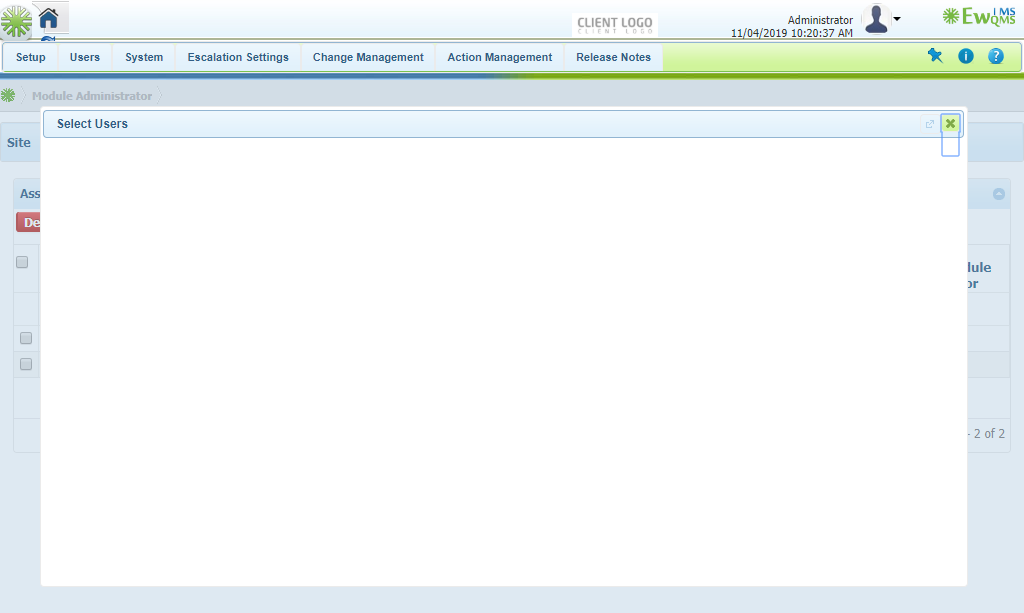 CLIENT LOGO
CLIENT LOGO
Administrator
11/04/2019 10:20:37 AM
Ew IMS QMS
Setup Users System Escalation Settings Change Management Action Management Release Notes
i ?
Module Administrator
Select Users
Site
Ass
De
dule
or
- 2 of 2